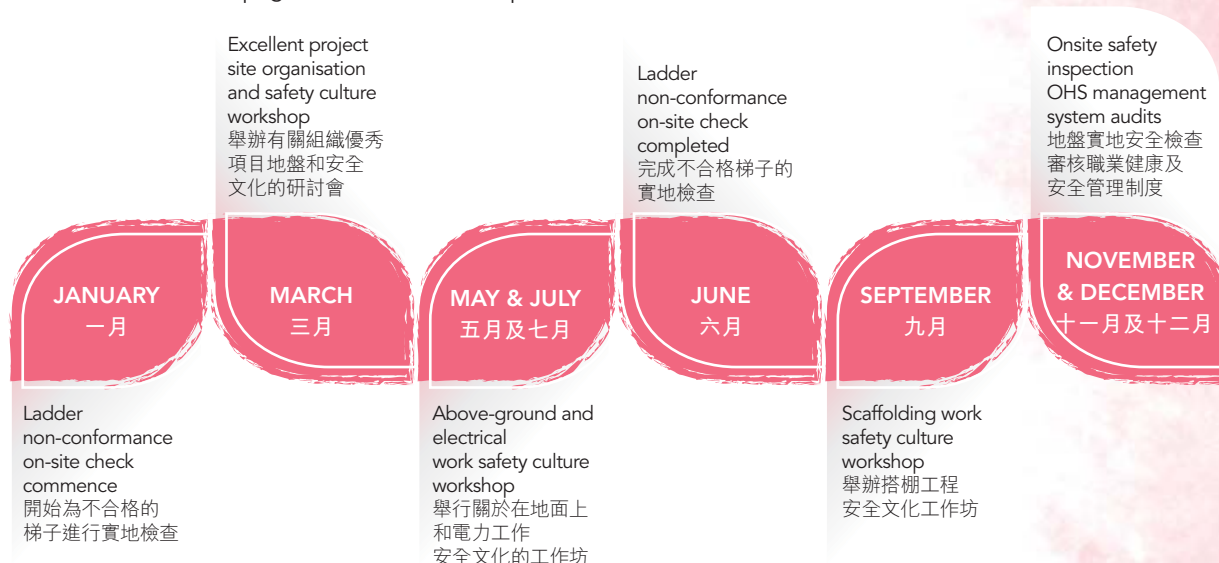 Excellent project
site organisation
and safety culture
workshop
舉辦有關組織優秀
項目地盤和安全
文化的研討會
Ladder
non-conformance
on-site check
completed
完成不合格梯子的
實地檢查
Onsite safety
inspection
OHS management
system audits
地盤實地安全檢查
審核職業健康及
安全管理制度
JANUARY
一月
MARCH
三月
MAY & JULY
五月及七月
JUNE
六月
SEPTEMBER
九月
NOVEMBER
& DECEMBER
十一月及十二月
Ladder
non-conformance
on-site check
commence
開始為不合格的
梯子進行實地檢查
Above-ground and
electrical
work safety culture
workshop
舉行關於在地面上
和電力工作
安全文化的工作坊
Scaffolding work
safety culture
workshop
舉辦搭棚工程
安全文化工作坊